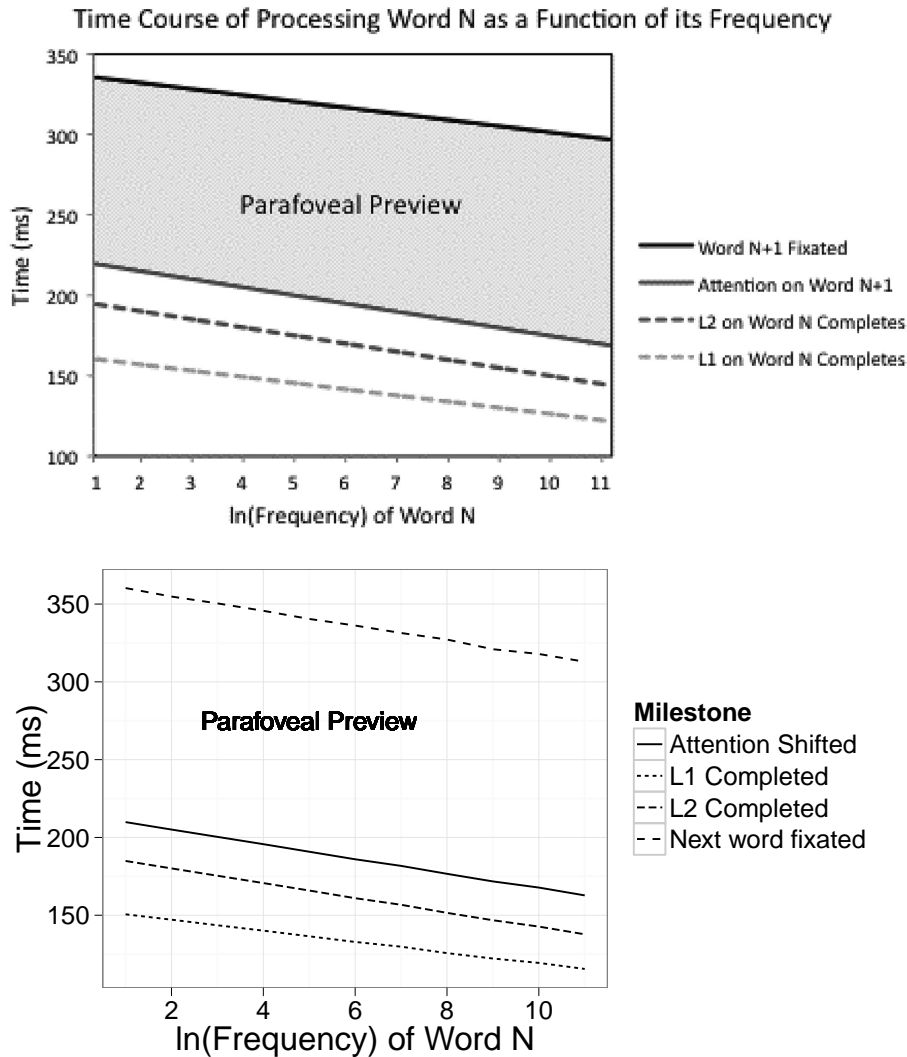 Time Course of Processing Word N as a Function of its Frequency
350
300
250
200
150
100
Time (ms)
Parafoveal Preview
1 2 3 4 5 6 7 8 9 10 11
ln(Frequency) of Word N
Word N+1 Fixated
Attention on Word N+1
L2 on Word N Completes
L1 on Word N Completes
350
300
250
200
150
Time (ms)
Parafoveal Preview
2 4 6 8 10
ln(Frequency) of Word N
Milestone
Attention Shifted
L1 Completed
L2 Completed
Next word fixated